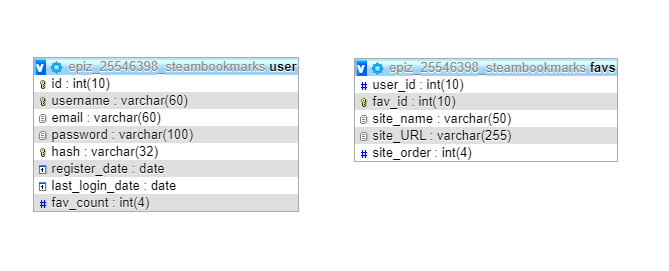 epiz_25546398_steambookmarks user
id : int(10)
username : varchar(60)
email : varchar(60)
password : varchar(100)
hash : varchar(32)
register_date : date
last_login_date : date
# fav_count : int(4)
epiz_25546398_steambookmarks favs
# user_id : int(10)
fav_id : int(10)
site_name : varchar(50)
site_URL : varchar(255)
# site_order : int(4)